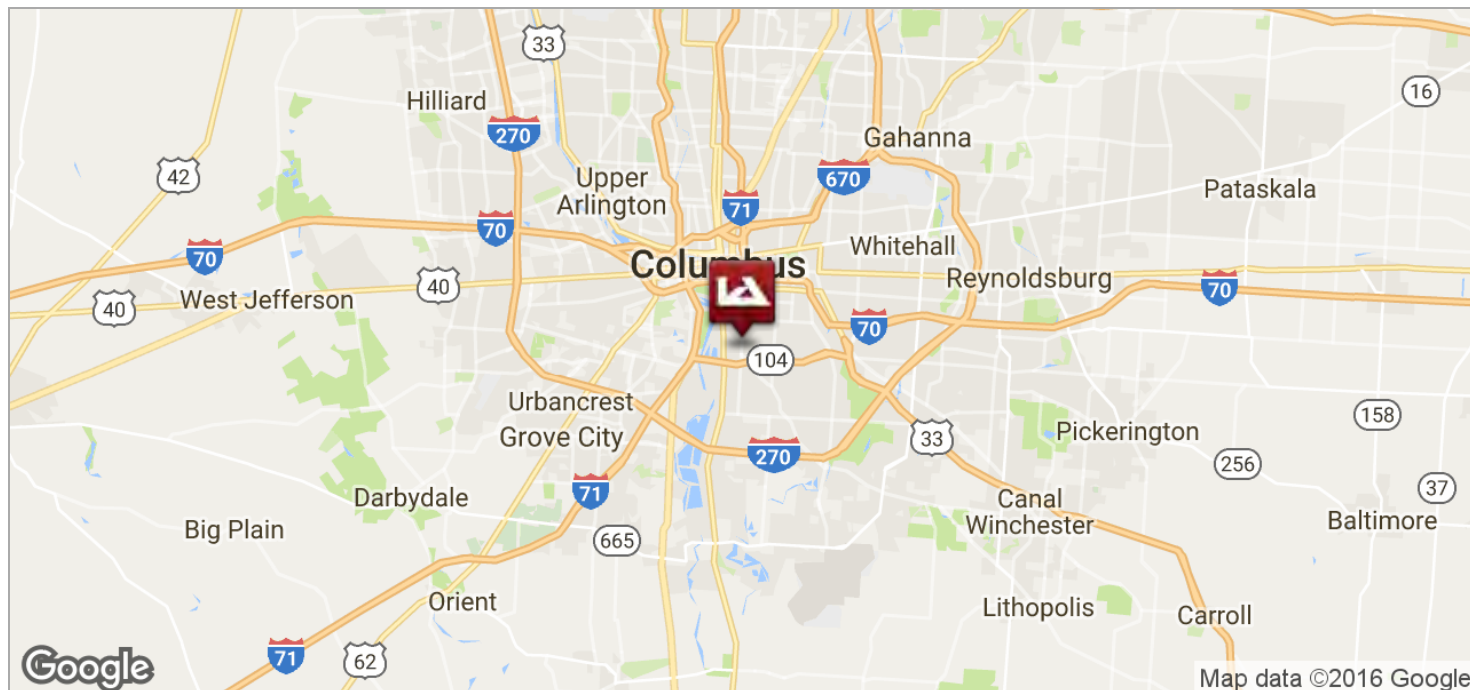 33
16
Hilliard
270
Gahanna
42
Upper
Arlington
670
Pataskala
71
70
Whitehall
70
Columbus
Reynoldsburg
40
70
West Jefferson
40
70
104
Urbancrest
158
Grove City
33
Pickerington
270
256
71
37
Darbydale
Canal
Winchester
Baltimore
Big Plain
665
Orient
Lithopolis
Carroll
71
62
Google
Map data ©2016 Google